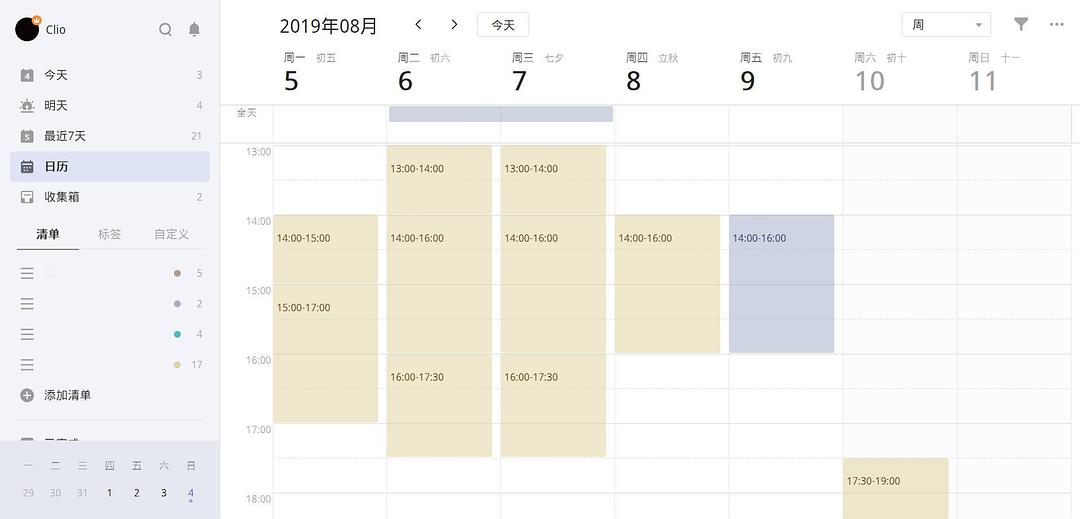 Clio
4 今天 3
明天 4
S 最近7天 21
日历
收集箱 2
清单 标签 自定义
5
2
4
17
添加清单
一 二 三 四 五 六 日
29 30 31 1 2 3 4
2019年08月 今天 周
周一 初五 周二 初六 周三 七夕 周四 立秋 周五 初九 周六 初十 周日 十一
5 6 7 8 9 10 11
全天
13:00
13:00-14:00 13:00-14:00
14:00
14:00-15:00 14:00-16:00 14:00-16:00 14:00-16:00 14:00-16:00
15:00
15:00-17:00
16:00
16:00-17:30 16:00-17:30
17:00
17:30-19:00
18:00